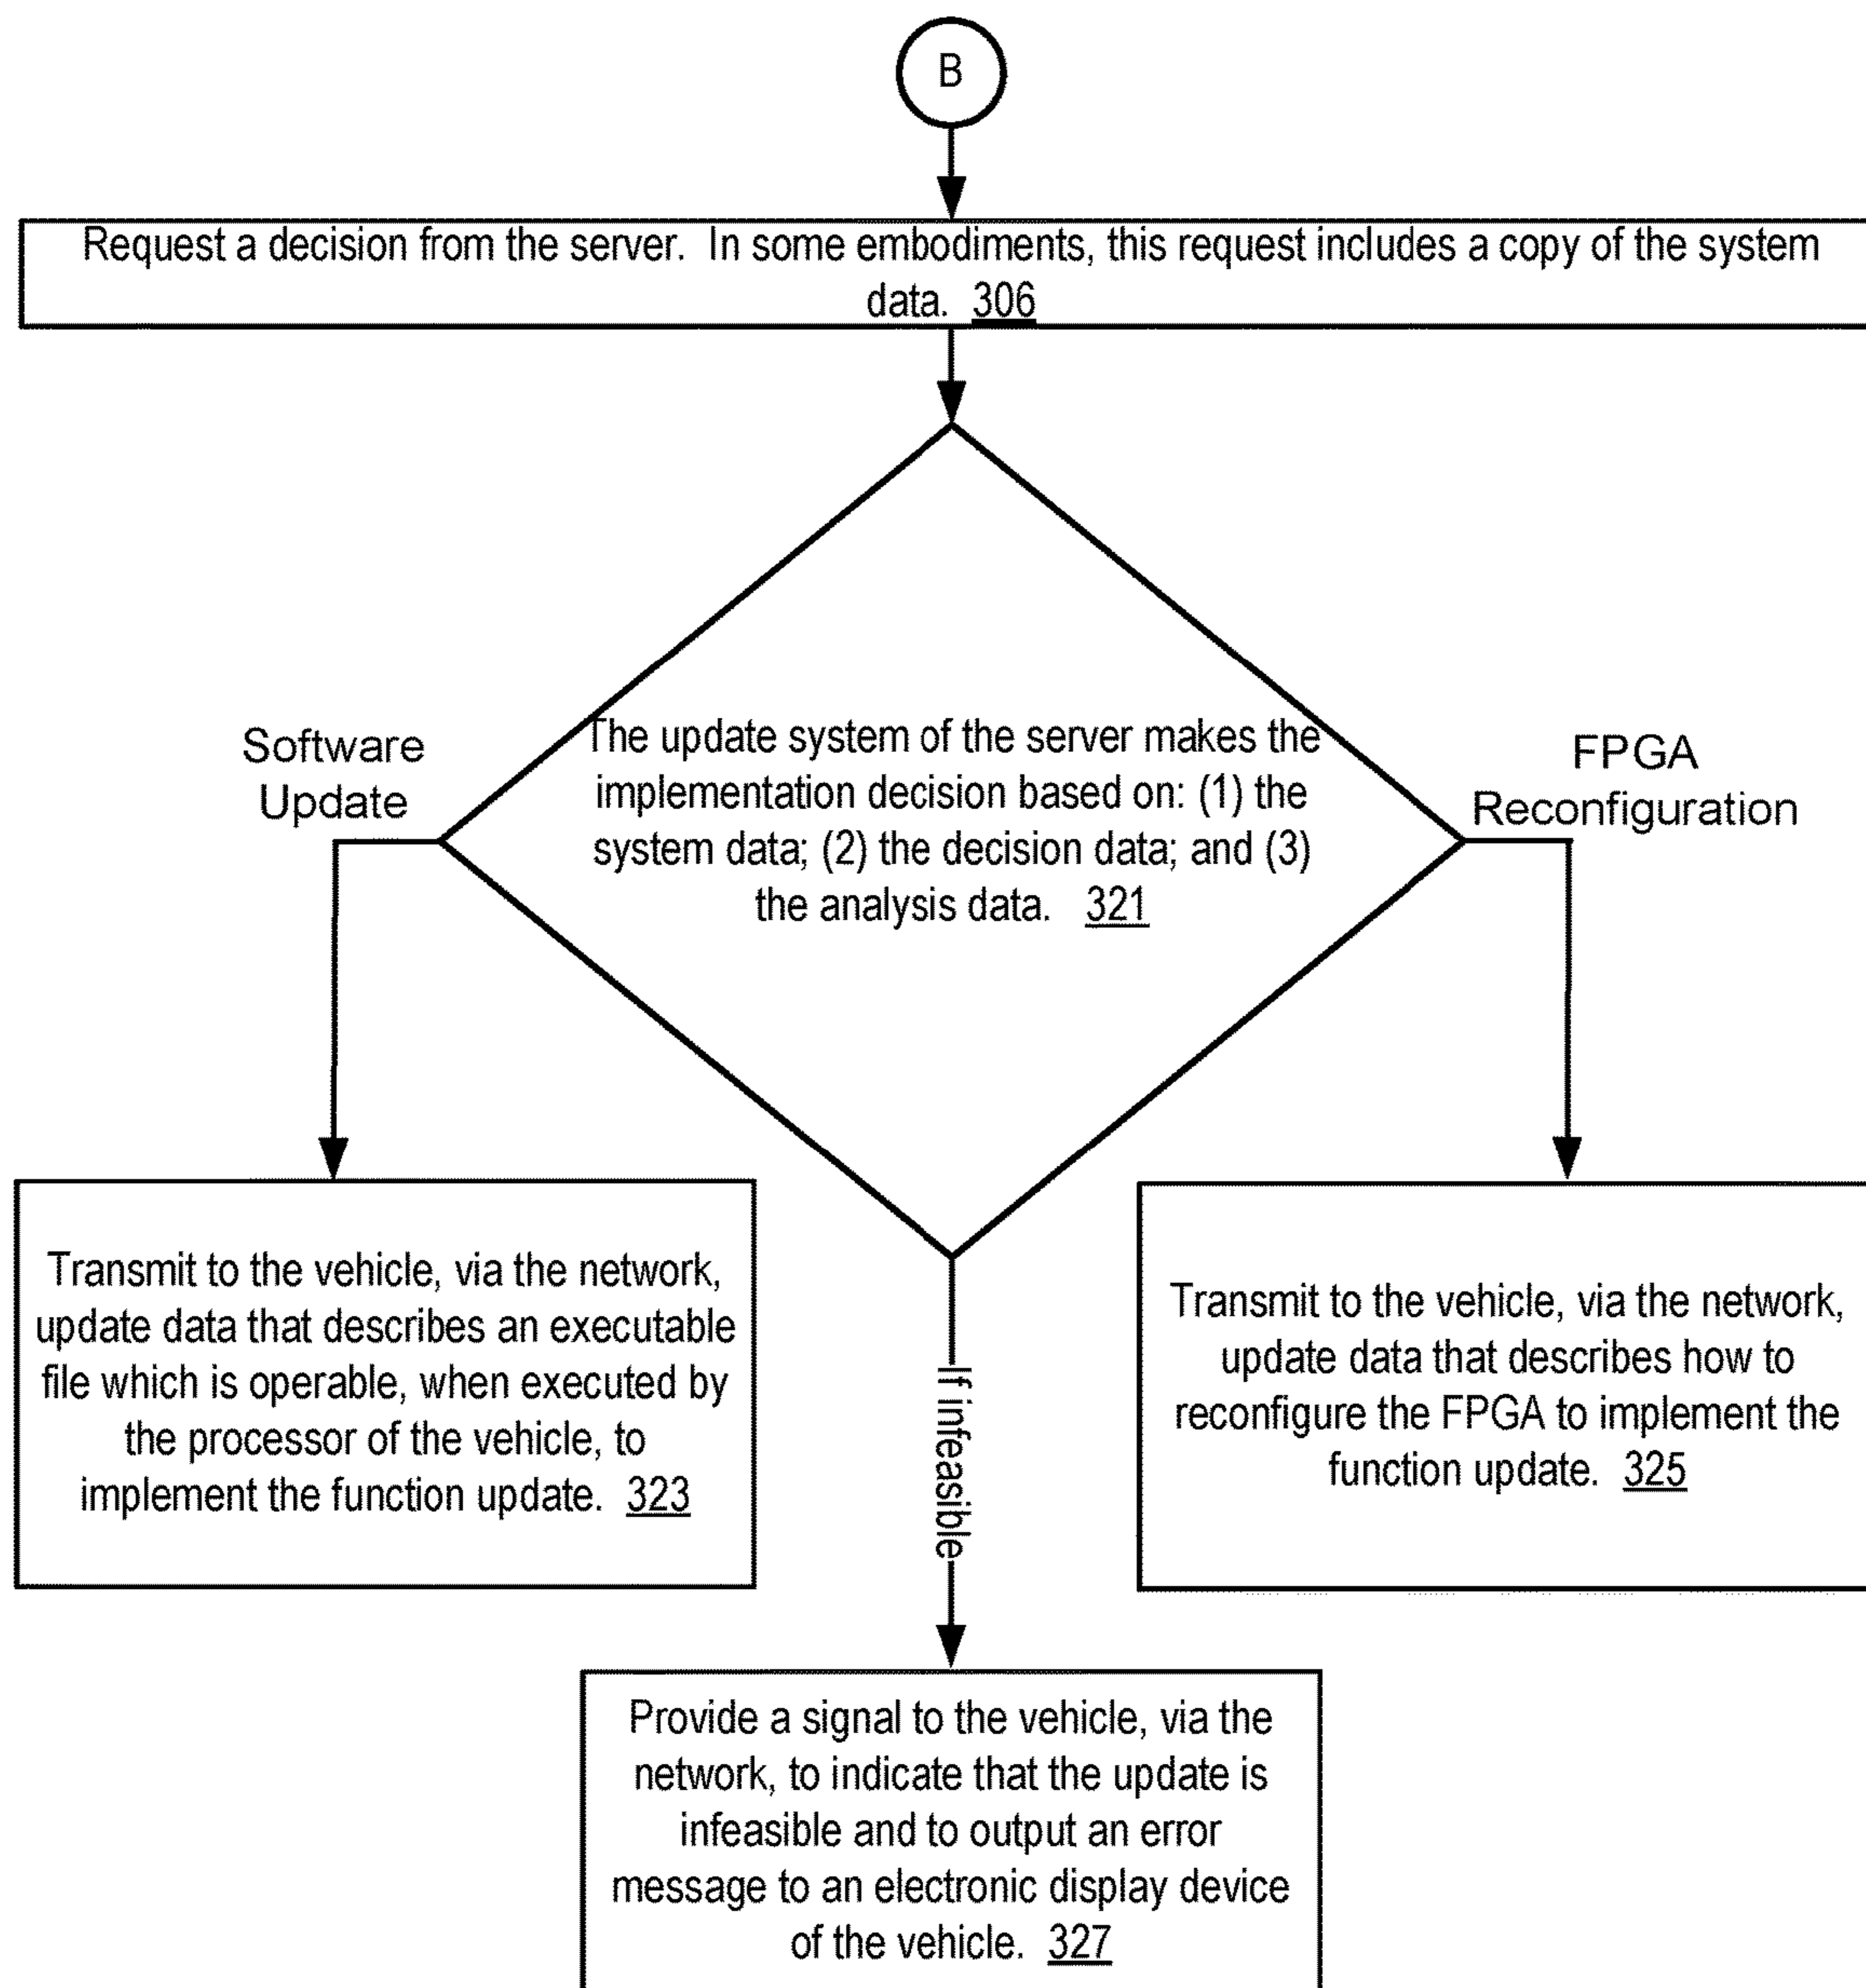 B
Request a decision from the server. In some embodiments, this request includes a copy of the system
data. 306
The update system of the server makes the
implementation decision based on: (1) the
system data; (2) the decision data; and (3)
the analysis data. 321
Software
Update
FPGA
Reconfiguration
Transmit to the vehicle, via the network,
update data that describes an executable
file which is operable, when executed by
the processor of the vehicle, to
implement the function update. 323
If infeasible
Transmit to the vehicle, via the network,
update data that describes how to
reconfigure the FPGA to implement the
function update. 325
Provide a signal to the vehicle, via the
network, to indicate that the update is
infeasible and to output an error
message to an electronic display device
of the vehicle. 327